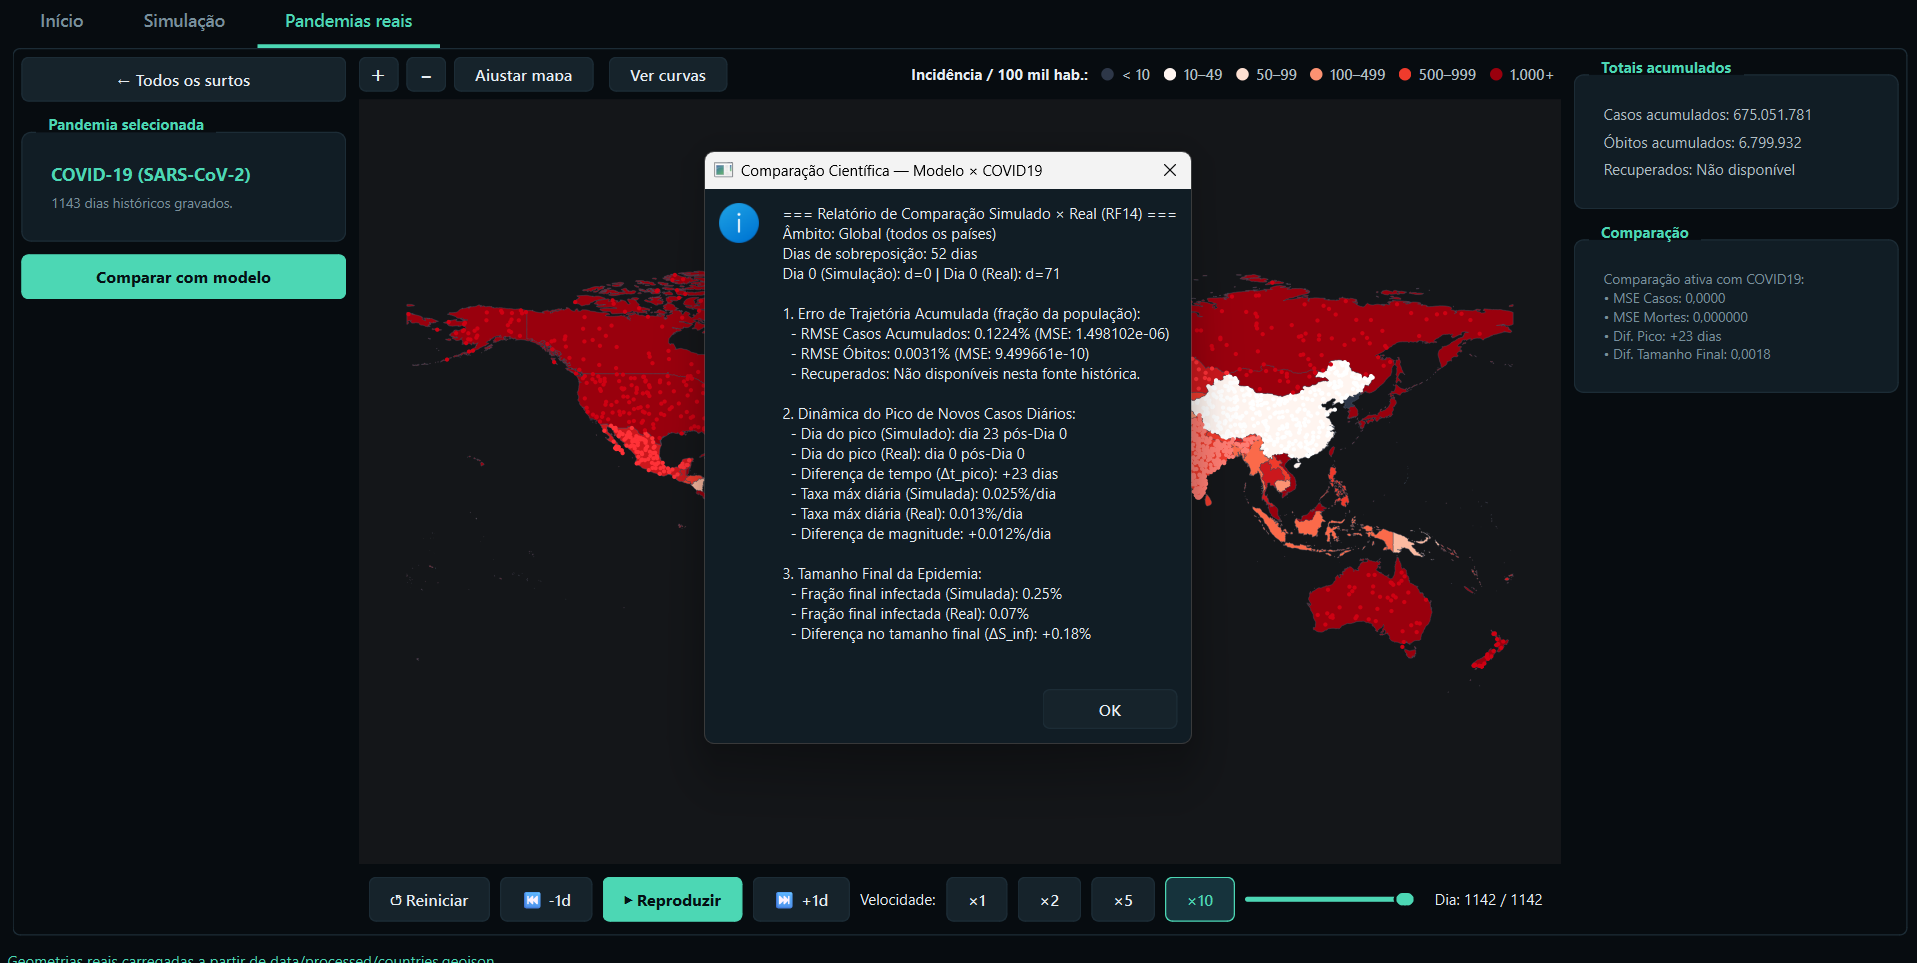 Início Simulação Pandemias reais
← Todos os surtos
Pandemia selecionada
COVID-19 (SARS-CoV-2)
1143 dias históricos gravados.
Comparar com modelo
+ – Ajustar mapa Ver curvas
Incidência / 100 mil hab.: < 10 10–49 50–99 100–499 500–999 1.000+
Comparação Científica — Modelo × COVID19
=== Relatório de Comparação Simulado × Real (RF14) ===
Âmbito: Global (todos os países)
Dias de sobreposição: 52 dias
Dia 0 (Simulação): d=0 | Dia 0 (Real): d=71
1. Erro de Trajetória Acumulada (fração da população):
- RMSE Casos Acumulados: 0.1224% (MSE: 1.498102e-06)
- RMSE Óbitos: 0.0031% (MSE: 9.499661e-10)
- Recuperados: Não disponíveis nesta fonte histórica.
2. Dinâmica do Pico de Novos Casos Diários:
- Dia do pico (Simulado): dia 23 pós-Dia 0
- Dia do pico (Real): dia 0 pós-Dia 0
- Diferença de tempo (Δt_pico): +23 dias
- Taxa máx diária (Simulada): 0.025%/dia
- Taxa máx diária (Real): 0.013%/dia
- Diferença de magnitude: +0.012%/dia
3. Tamanho Final da Epidemia:
- Fração final infectada (Simulada): 0.25%
- Fração final infectada (Real): 0.07%
- Diferença no tamanho final (ΔS_inf): +0.18%
OK
Totais acumulados
Casos acumulados: 675.051.781
Óbitos acumulados: 6.799.932
Recuperados: Não disponível
Comparação
Comparação ativa com COVID19:
• MSE Casos: 0,0000
• MSE Mortes: 0,000000
• Dif. Pico: +23 dias
• Dif. Tamanho Final: 0,0018
↺ Reiniciar ⏮ -1d ▶ Reproduzir ⏭ +1d Velocidade: ×1 ×2 ×5 ×10 Dia: 1142 / 1142
Geometrias reais carregadas a partir de data/processed/countries.geojson